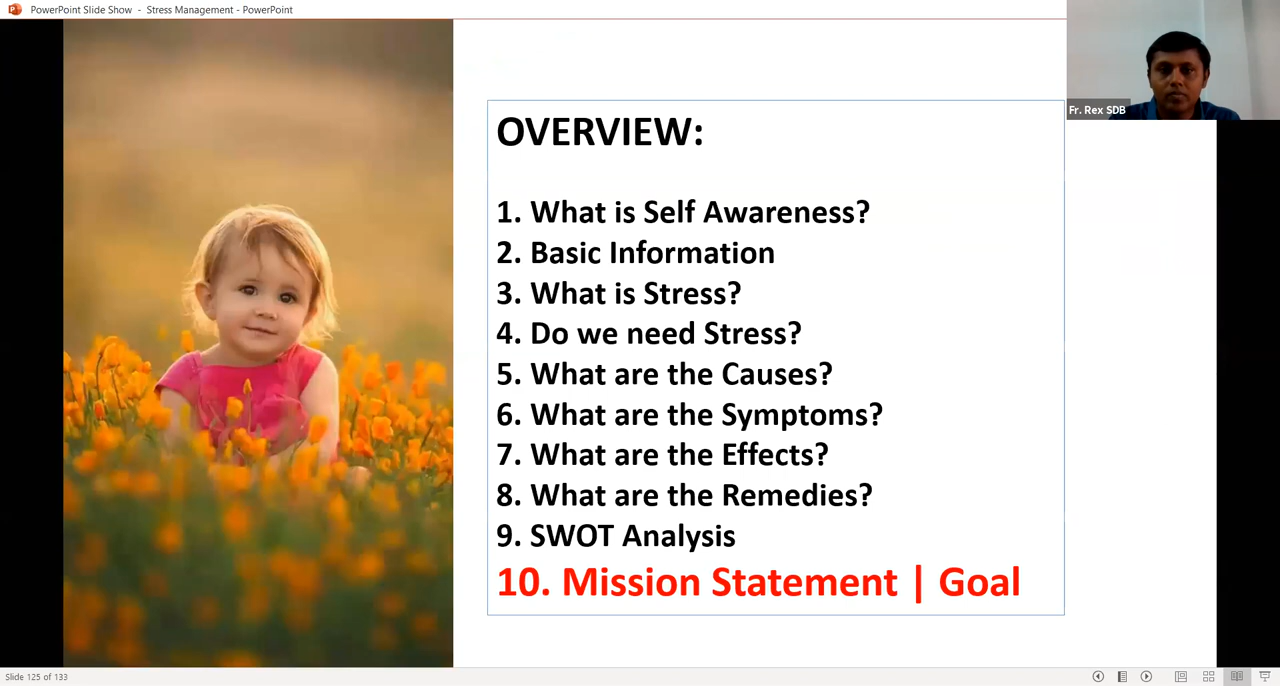 PowerPoint Slide Show - Stress Management - PowerPoint
Fr. Rex SDB
OVERVIEW:
1. What is Self Awareness?
2. Basic Information
3. What is Stress?
4. Do we need Stress?
5. What are the Causes?
6. What are the Symptoms?
7. What are the Effects?
8. What are the Remedies?
9. SWOT Analysis
10. Mission Statement | Goal
Slide 125 of 133